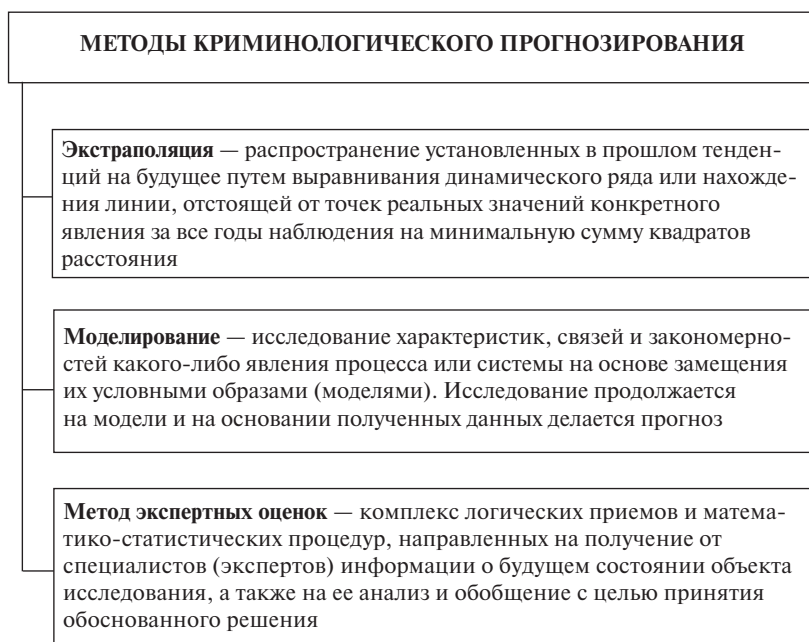 МЕТОДЫ КРИМИНОЛОГИЧЕСКОГО ПРОГНОЗИРОВАНИЯ
Экстраполяция — распространение установленных в прошлом тенден-
ций на будущее путем выравнивания динамического ряда или нахожде-
ния линии, отстоящей от точек реальных значений конкретного
явления за все годы наблюдения на минимальную сумму квадратов
расстояния
Моделирование — исследование характеристик, связей и закономерно-
стей какого-либо явления процесса или системы на основе замещения
их условными образами (моделями). Исследование продолжается
на модели и на основании полученных данных делается прогноз
Метод экспертных оценок — комплекс логических приемов и матема-
тико-статистических процедур, направленных на получение от
специалистов (экспертов) информации о будущем состоянии объекта
исследования, а также на ее анализ и обобщение с целью принятия
обоснованного решения